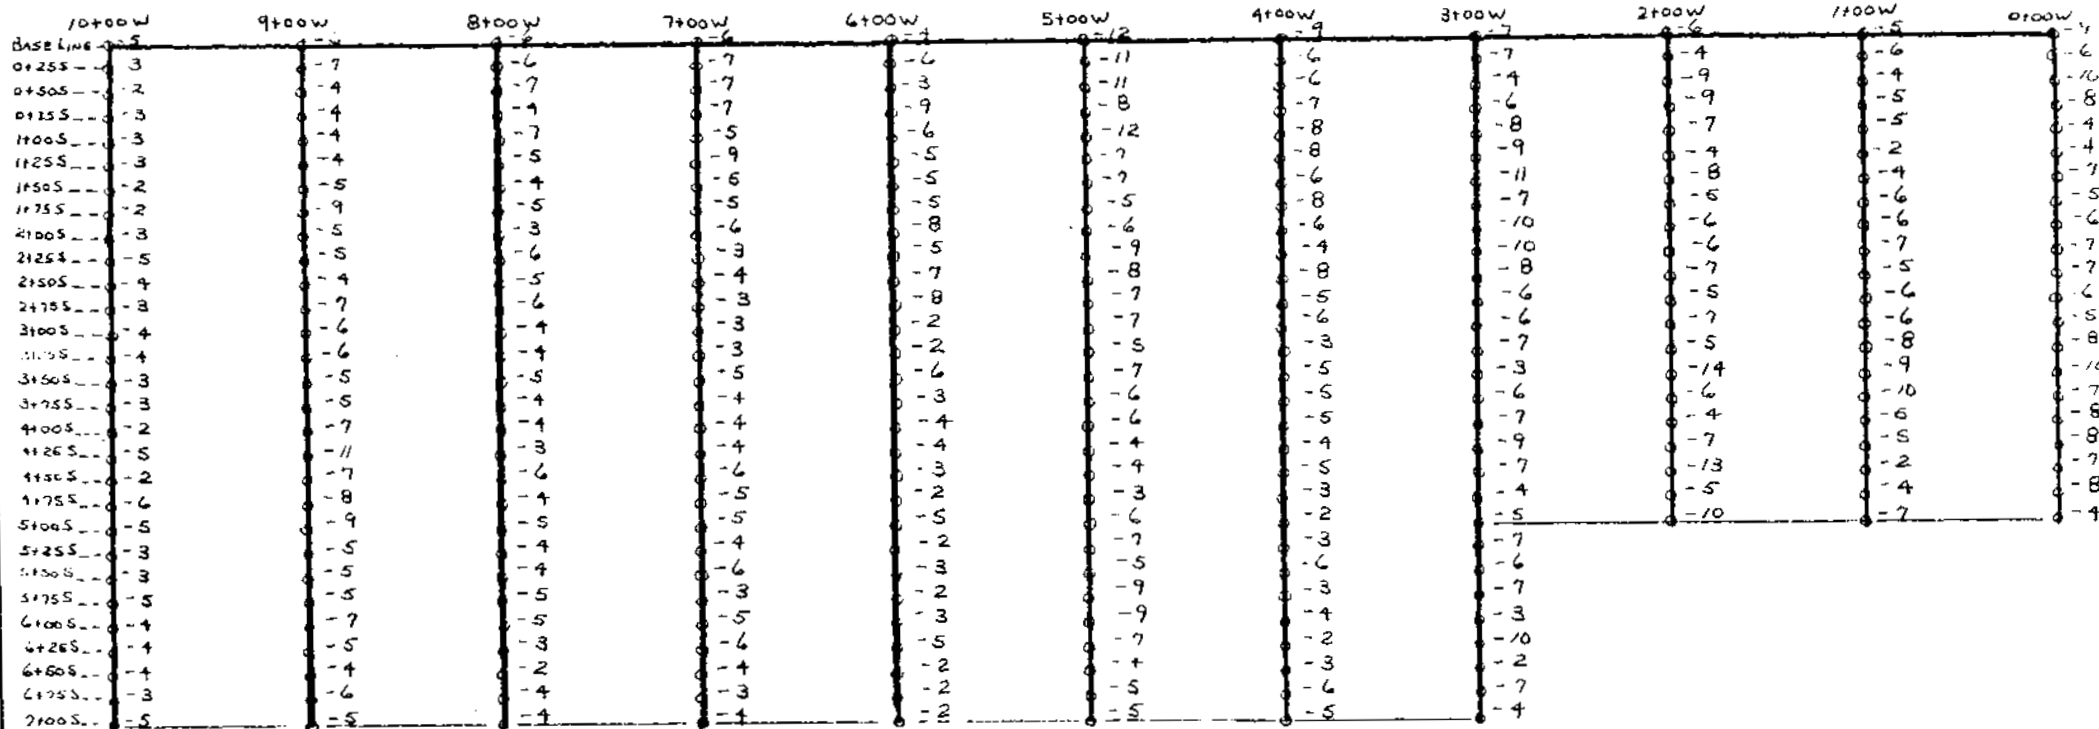 10+00W 9+00W 8+00W 7+00W 6+00W 5+00W 4+00W 3+00W 2+00W 1+00W 0+00W
BASE LINE -5 -6 -12 -9 -7 -6 -5
0+25S -3 -7 -6 -7 -6 -11 -6 -7 -4 -6 -6
0+50S -2 -4 -7 -7 -3 -11 -6 -4 -9 -4
0+75S -3 -4 -9 -7 -9 -8 -7 -6 -9 -5 -8
1+00S -3 -4 -7 -5 -6 -12 -8 -8 -7 -5 -4
1+25S -3 -4 -5 -9 -5 -7 -8 -9 -4 -2 -4
1+50S -2 -5 -4 -5 -7 -6 -11 -8 -4 -7
1+75S -2 -9 -5 -5 -5 -5 -8 -7 -5 -6 -5
2+00S -3 -5 -3 -6 -8 -6 -6 -10 -6 -6 -6
2+25S -5 -5 -6 -3 -5 -9 -4 -10 -6 -7 -7
2+50S -4 -4 -5 -4 -7 -8 -8 -8 -7 -5 -7
2+75S -3 -7 -6 -3 -8 -7 -5 -6 -5 -6 -6
3+00S -4 -6 -4 -3 -2 -7 -6 -6 -7 -6 -5
3+25S -4 -6 -4 -3 -2 -5 -3 -7 -5 -8 -8
3+50S -3 -5 -5 -5 -6 -7 -5 -3 -14 -9 -10
3+75S -3 -5 -4 -4 -3 -6 -5 -6 -6 -10 -7
4+00S -2 -7 -4 -4 -4 -6 -5 -7 -4 -8
4+25S -5 -11 -3 -4 -4 -4 -4 -9 -7 -5 -8
4+50S -2 -7 -6 -6 -3 -4 -5 -7 -13 -2 -7
4+75S -6 -8 -4 -5 -2 -3 -3 -4 -5 -4 -8
5+00S -5 -9 -5 -5 -5 -6 -2 -5 -10 -7 -4
5+25S -3 -5 -4 -4 -2 -7 -3 -7
5+50S -3 -5 -4 -6 -3 -5 -6 -6
5+75S -5 -5 -5 -3 -2 -9 -3 -7
6+00S -4 -7 -5 -5 -3 -9 -4 -3
6+25S -4 -5 -3 -6 -5 -7 -2 -10
6+50S -4 -4 -2 -4 -2 -4 -3 -2
6+75S -3 -6 -4 -3 -2 -5 -6 -7
7+00S -5 -5 -4 -4 -2 -5 -5 -4